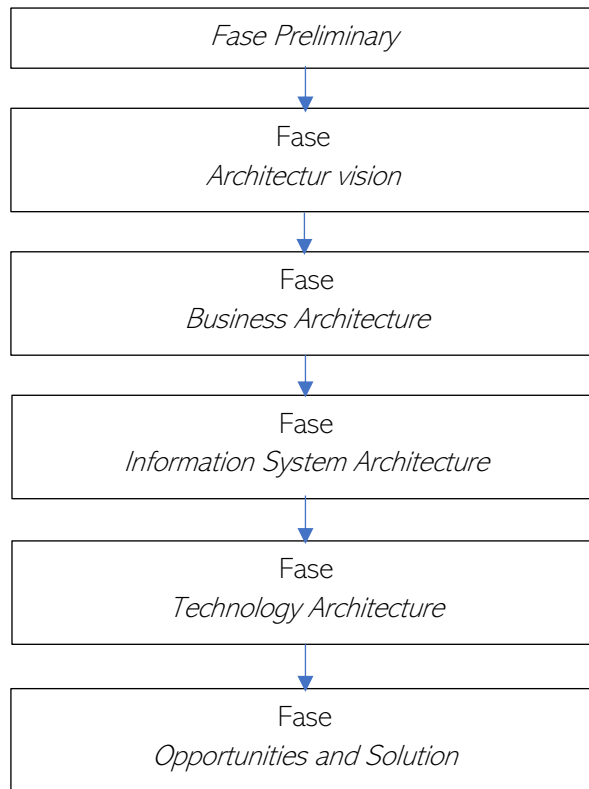 Fase Preliminary
Fase
Architectur vision
Fase
Business Architecture
Fase
Information System Architecture
Fase
Technology Architecture
Fase
Opportunities and Solution